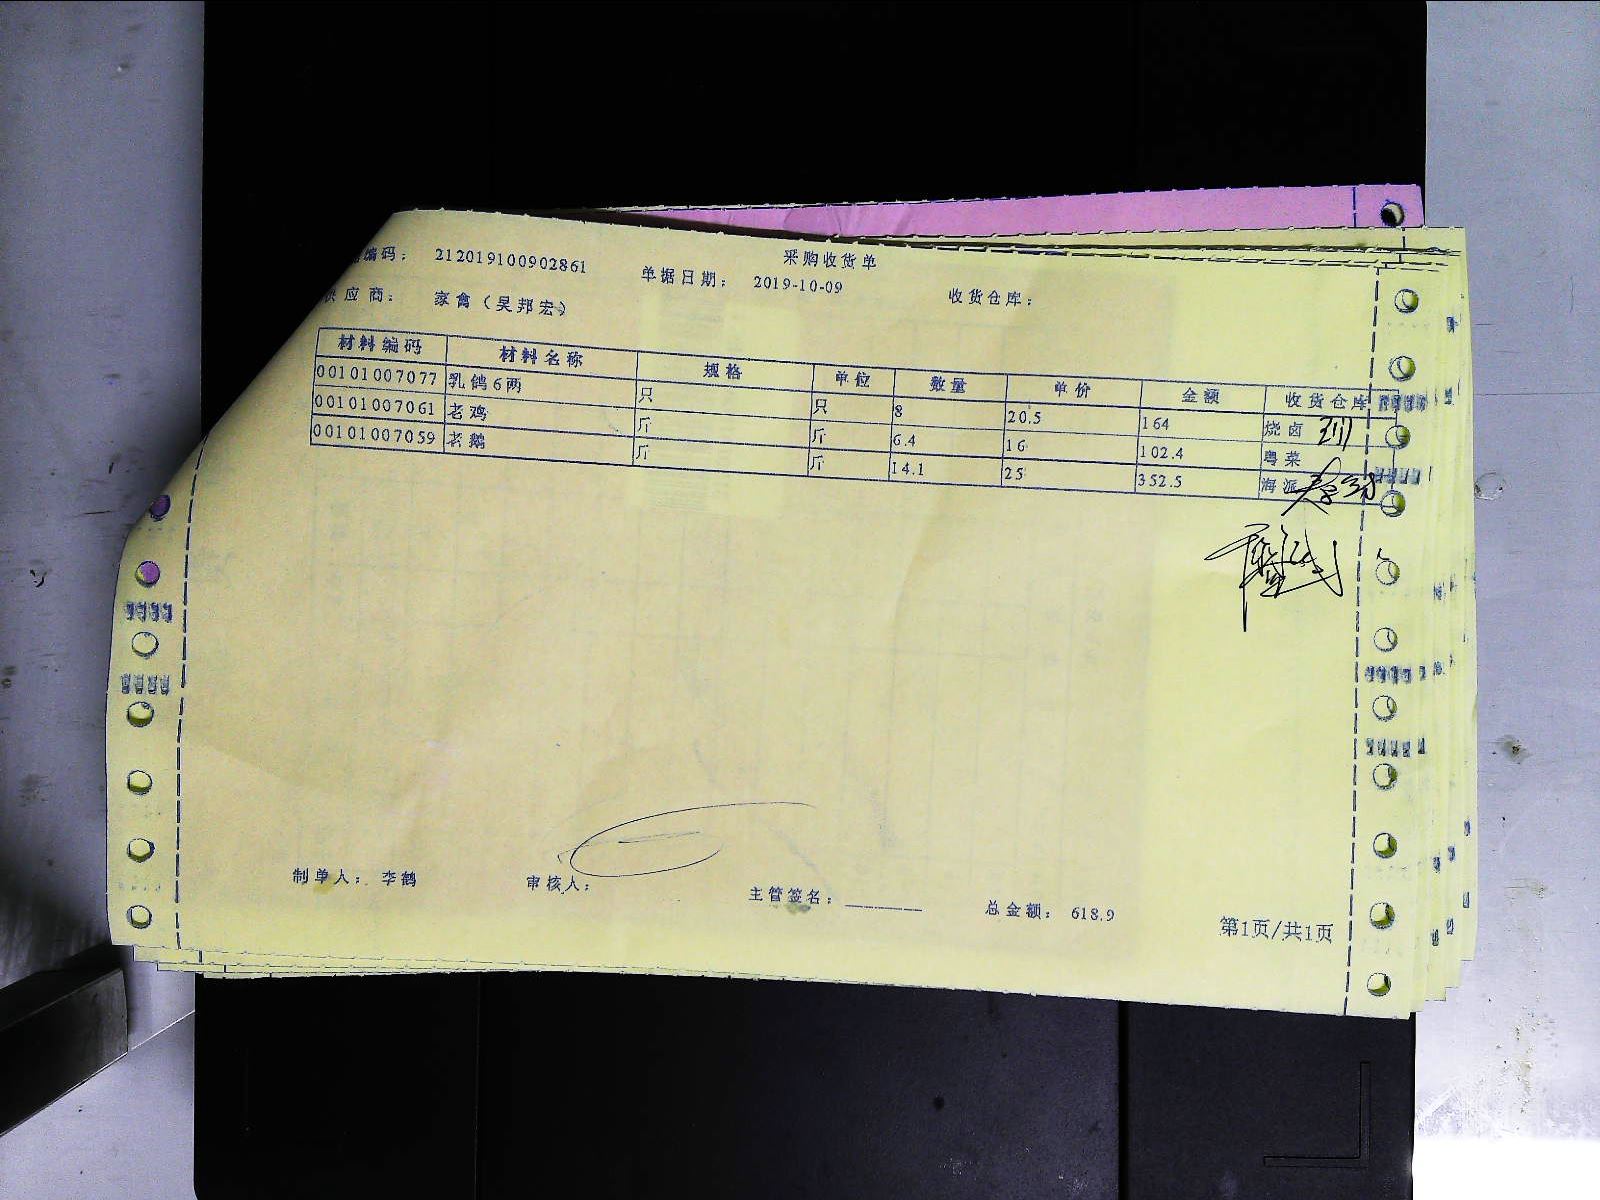 采购收货单
编码： 212019100902861 单据日期： 2019-10-09 收货仓库：
供应商： 家禽（吴邦宏）
材料编码 材料名称 规格 单位 数量 单价 金额 收货仓库
00101007077 乳鸽6两 只 只 8 20.5 164 烧卤
00101007061 老鸡 斤 斤 6.4 16 102.4 粤菜
00101007059 老鹅 斤 斤 14.1 25 352.5 海派
制单人： 李鹤 审核人： 主管签名：________ 总金额： 618.9
第1页/共1页